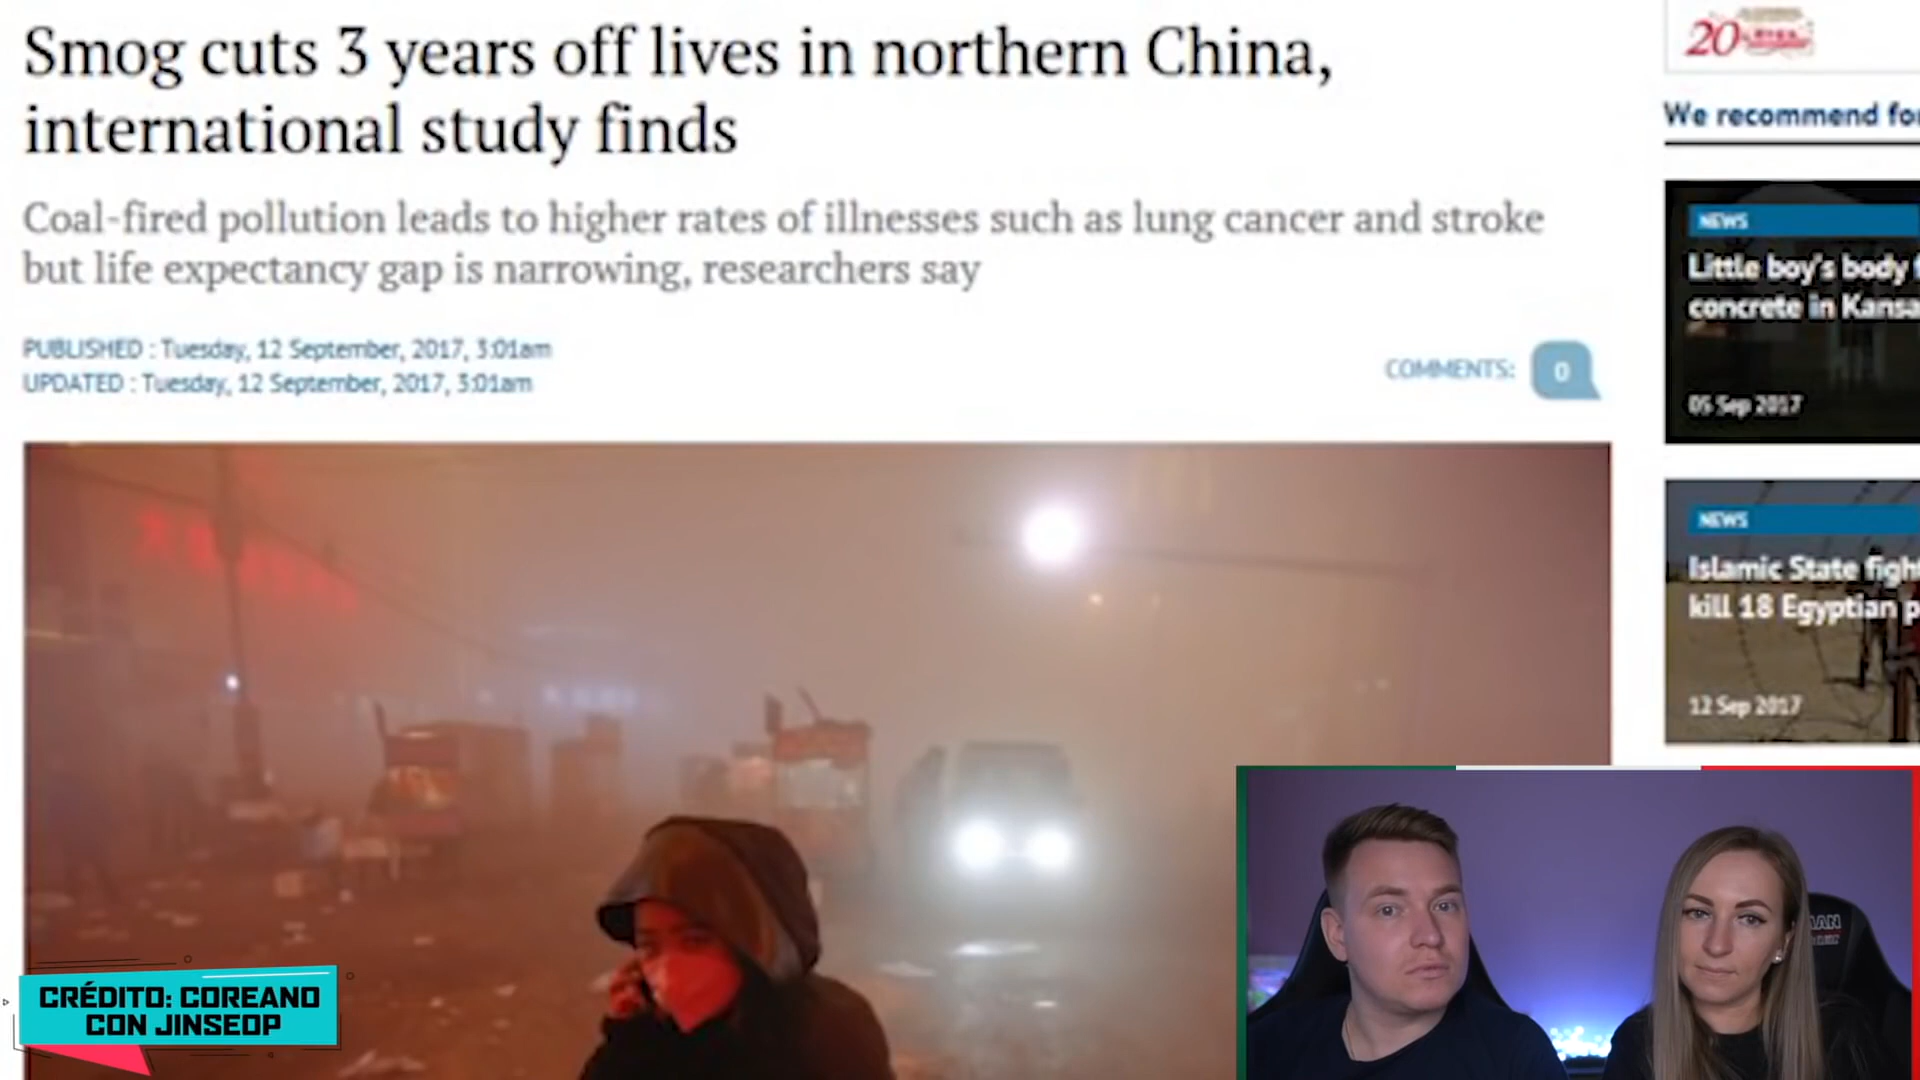 Smog cuts 3 years off lives in northern China,
international study finds
Coal-fired pollution leads to higher rates of illnesses such as lung cancer and stroke
but life expectancy gap is narrowing, researchers say
PUBLISHED : Tuesday, 12 September, 2017, 3:01am
UPDATED : Tuesday, 12 September, 2017, 3:01am
COMMENTS: 0
20
We recommend for
NEWS
Little boy's body
concrete in Kansa
05 Sep 2017
NEWS
Islamic State figh
kill 18 Egyptian p
12 Sep 2017
CRÉDITO: COREANO
CON JINSEOP